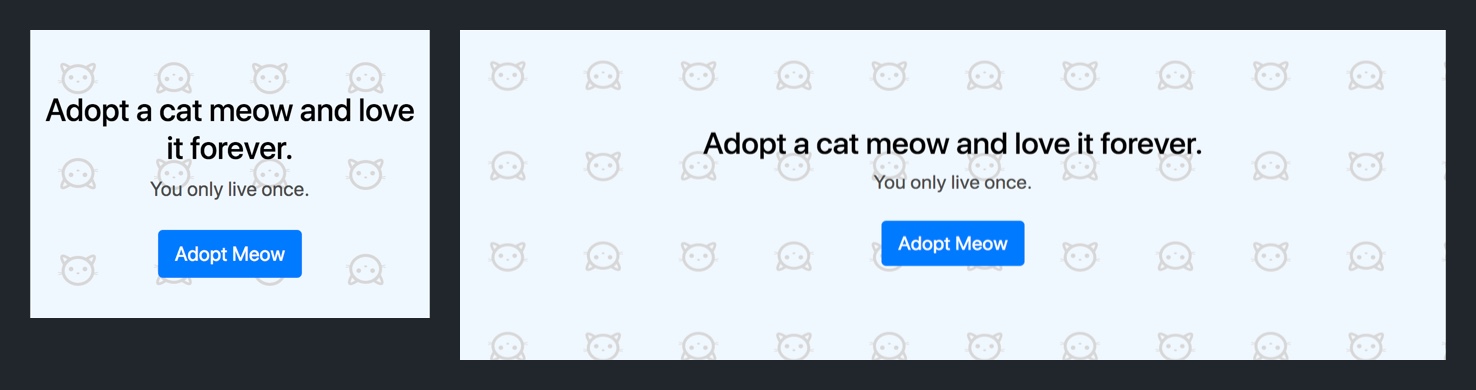 Adopt a cat meow and love
it forever.
You only live once.
Adopt Meow
Adopt a cat meow and love it forever.
You only live once.
Adopt Meow